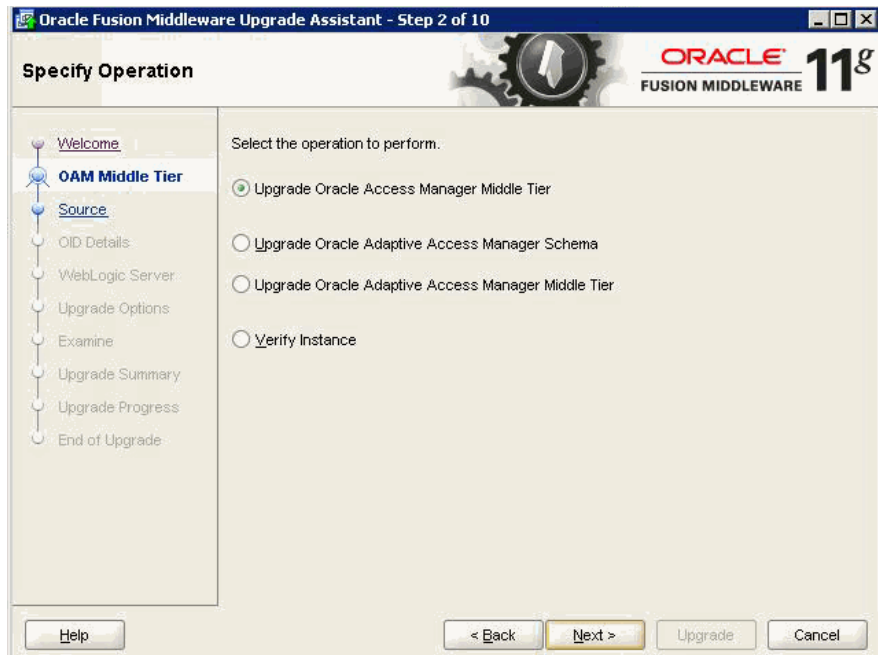 Oracle Fusion Middleware Upgrade Assistant - Step 2 of 10
Specify Operation
ORACLE
FUSION MIDDLEWARE
11g
Welcome
OAM Middle Tier
Source
OID Details
WebLogic Server
Upgrade Options
Examine
Upgrade Summary
Upgrade Progress
End of Upgrade
Select the operation to perform.
Upgrade Oracle Access Manager Middle Tier
Upgrade Oracle Adaptive Access Manager Schema
Upgrade Oracle Adaptive Access Manager Middle Tier
Verify Instance
Help
< Back
Next >
Upgrade
Cancel